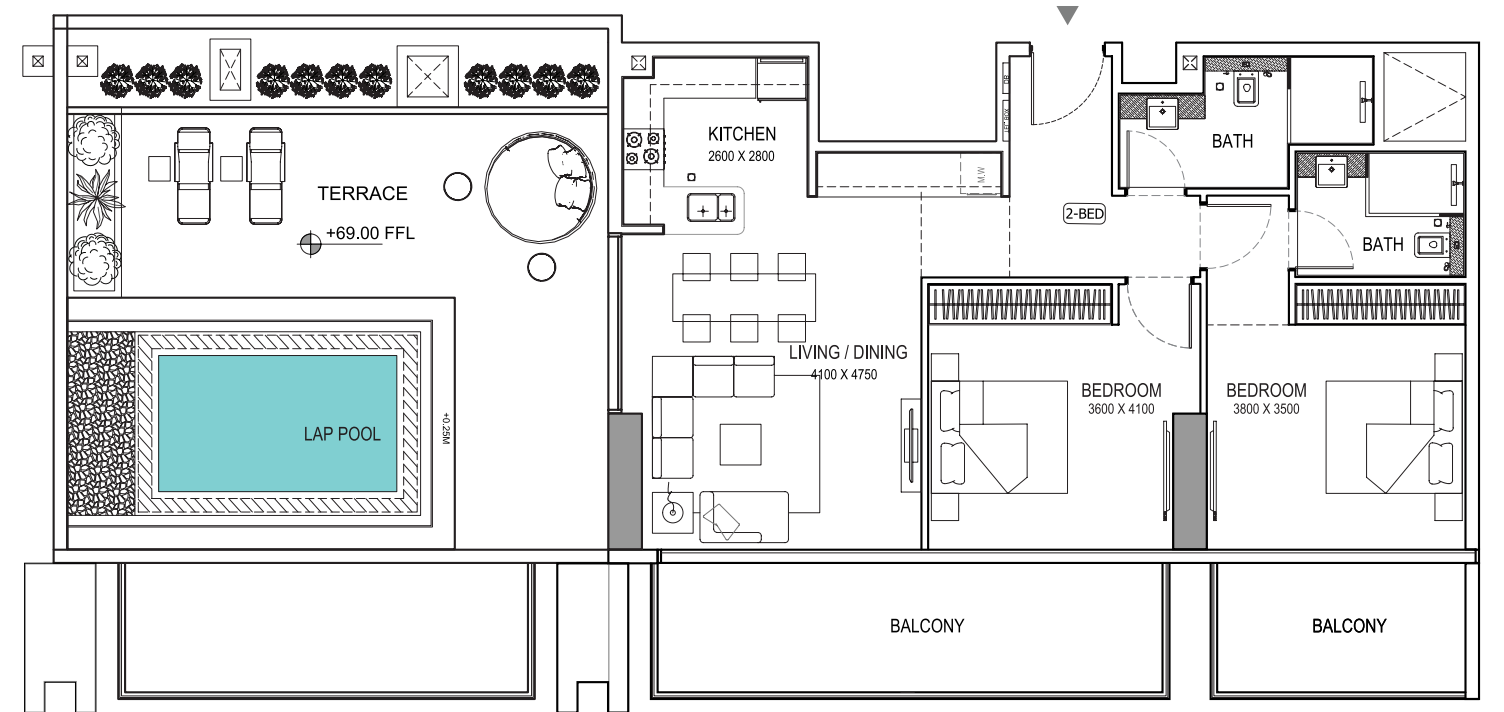 KITCHEN
2600 X 2800
DB
M.W
BATH
TERRACE
+69.00 FFL
2-BED
BATH
LIVING / DINING
4100 X 4750
BEDROOM
3600 X 4100
BEDROOM
3800 X 3500
LAP POOL
+0.25M
BALCONY
BALCONY